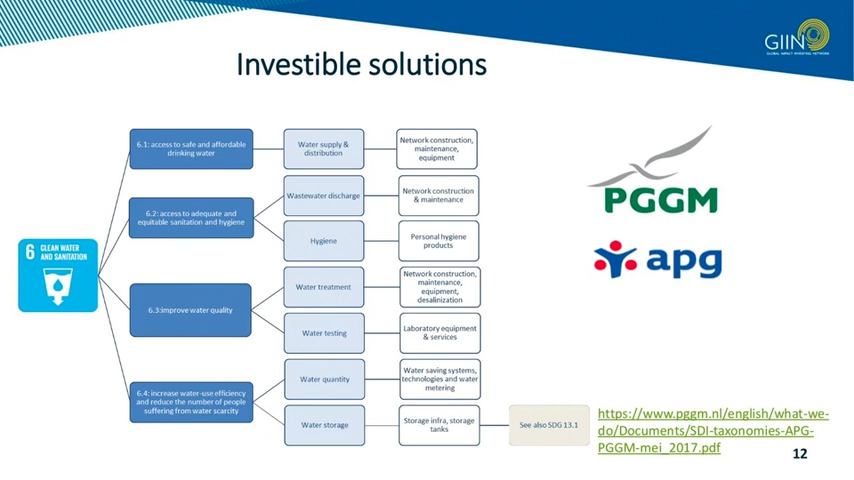 GIIN
GLOBAL IMPACT INVESTING NETWORK
Investible solutions
6 CLEAN WATER
AND SANITATION
6.1: access to safe and affordable
drinking water
Water supply &
distribution
Network construction,
maintenance,
equipment
6.2: access to adequate and
equitable sanitation and hygiene
Wastewater discharge
Network construction
& maintenance
Hygiene
Personal hygiene
products
6.3:improve water quality
Water treatment
Network construction,
maintenance,
equipment,
desalinization
Water testing
Laboratory equipment
& services
6.4: increase water-use efficiency
and reduce the number of people
suffering from water scarcity
Water quantity
Water saving systems,
technologies and water
metering
Water storage
Storage infra, storage
tanks
See also SDG 13.1
PGGM
apg
https://www.pggm.nl/english/what-we-
do/Documents/SDI-taxonomies-APG-
PGGM-mei_2017.pdf
12